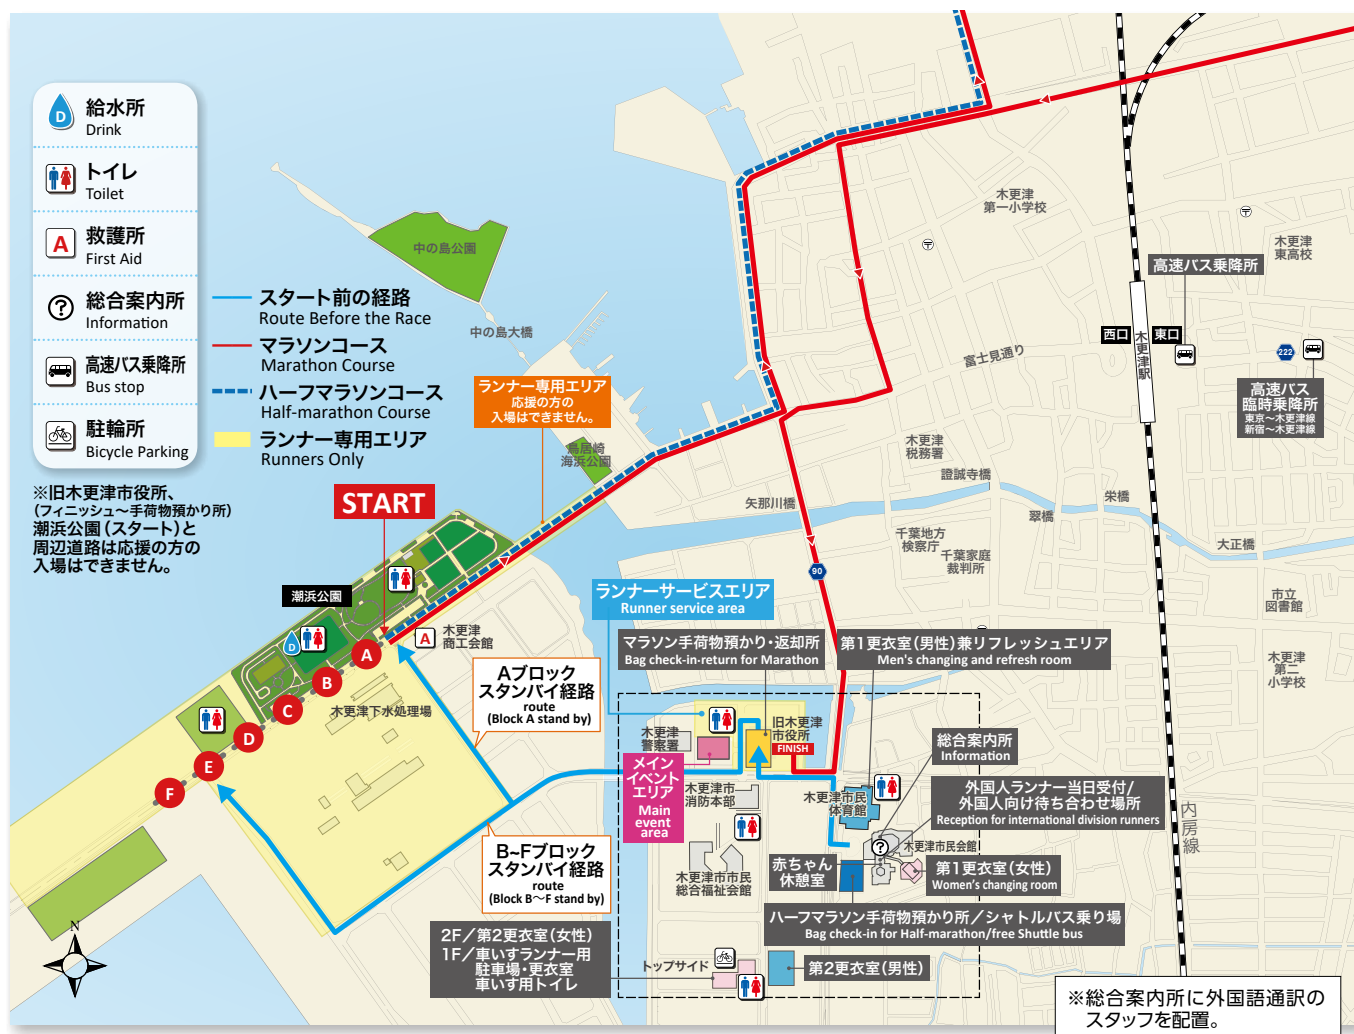 給水所
Drink
トイレ
Toilet
救護所
First Aid
総合案内所
Information
高速バス乗降所
Bus stop
駐輪所
Bicycle Parking
D
A
?
スタート前の経路
Route Before the Race
マラソンコース
Marathon Course
ハーフマラソンコース
Half-marathon Course
ランナー専用エリア
Runners Only
※旧木更津市役所、
（フィニッシュ～手荷物預かり所）
潮浜公園（スタート）と
周辺道路は応援の方の
入場はできません。
中の島公園
中の島大橋
ランナー専用エリア
応援の方の
入場はできません。
鳥居崎
海浜公園
START
潮浜公園
D
A
B
C
D
E
F
A
木更津
商工会館
木更津下水処理場
Aブロック
スタンバイ経路
route
(Block A stand by)
B~Fブロック
スタンバイ経路
route
(Block B～F stand by)
木更津
第一小学校
木更津
東高校
高速バス乗降所
西口
東口
木更津駅
222
高速バス
臨時乗降所
東京～木更津線
新宿～木更津線
富士見通り
木更津
税務署
證誠寺橋
矢那川橋
栄橋
翠橋
大正橋
千葉地方
検察庁
千葉家庭
裁判所
90
市立
図書館
木更津
第二
小学校
内房線
ランナーサービスエリア
Runner service area
マラソン手荷物預かり・返却所
Bag check-in-return for Marathon
第1更衣室（男性）兼リフレッシュエリア
Men's changing and refresh room
木更津
警察署
旧木更津
市役所
FINISH
メイン
イベント
エリア
Main
event
area
木更津市
消防本部
木更津市民
体育館
総合案内所
Information
外国人ランナー当日受付/
外国人向け待ち合わせ場所
Reception for international division runners
?
木更津市民会館
木更津市市民
総合福祉会館
赤ちゃん
休憩室
第1更衣室（女性）
Women's changing room
ハーフマラソン手荷物預かり所／シャトルバス乗り場
Bag check-in for Half-marathon/free Shuttle bus
2F／第2更衣室（女性）
1F／車いすランナー用
駐車場・更衣室
車いす用トイレ
トップサイド
第2更衣室（男性）
N
※総合案内所に外国語通訳の
スタッフを配置。